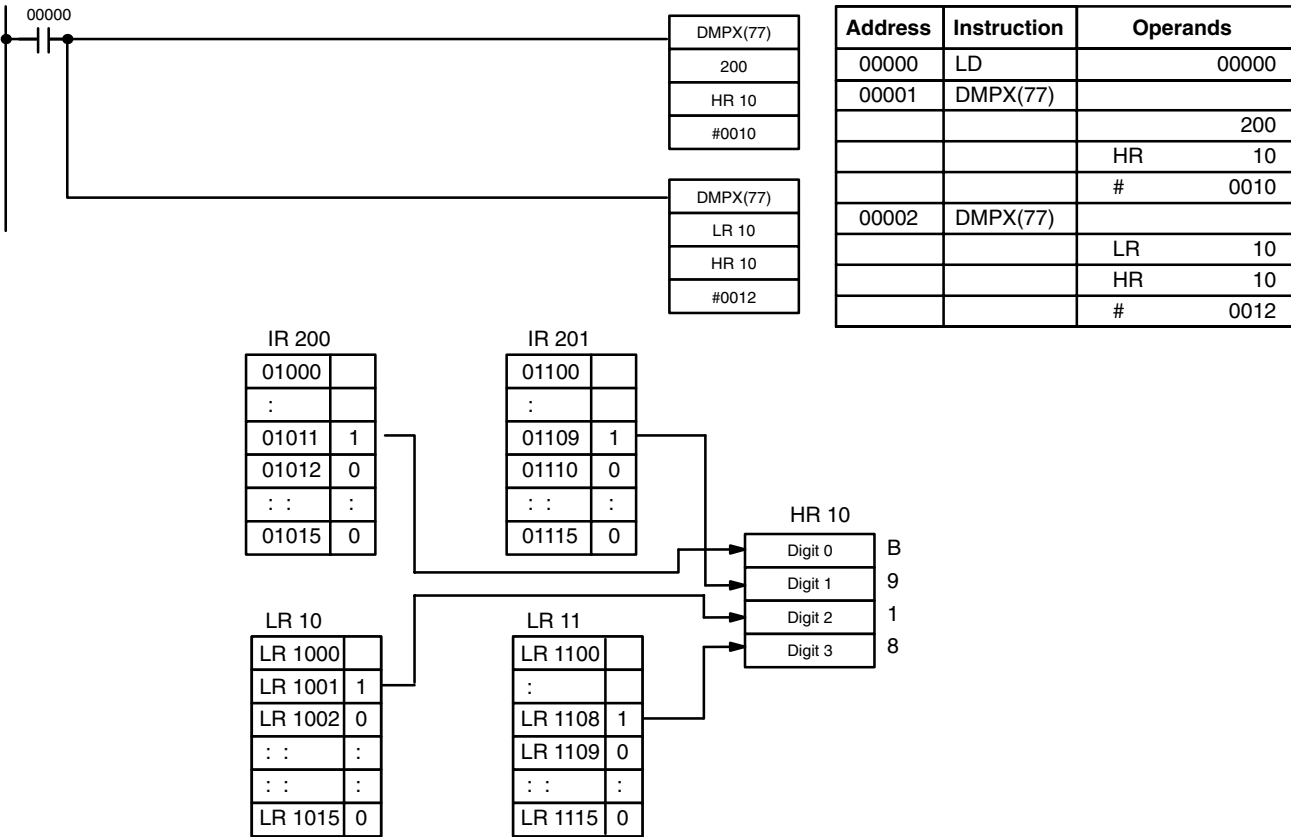 00000
DMPX(77)
200
HR 10
#0010
DMPX(77)
LR 10
HR 10
#0012
Address Instruction Operands
00000 LD 00000
00001 DMPX(77)
200
HR 10
# 0010
00002 DMPX(77)
LR 10
HR 10
# 0012
IR 200
01000
:
01011 1
01012 0
: : :
01015 0
IR 201
01100
:
01109 1
01110 0
: : :
01115 0
HR 10
Digit 0 B
Digit 1 9
Digit 2 1
Digit 3 8
LR 10
LR 1000
LR 1001 1
LR 1002 0
: : :
: : :
LR 1015 0
LR 11
LR 1100
:
LR 1108 1
LR 1109 0
: : :
LR 1115 0